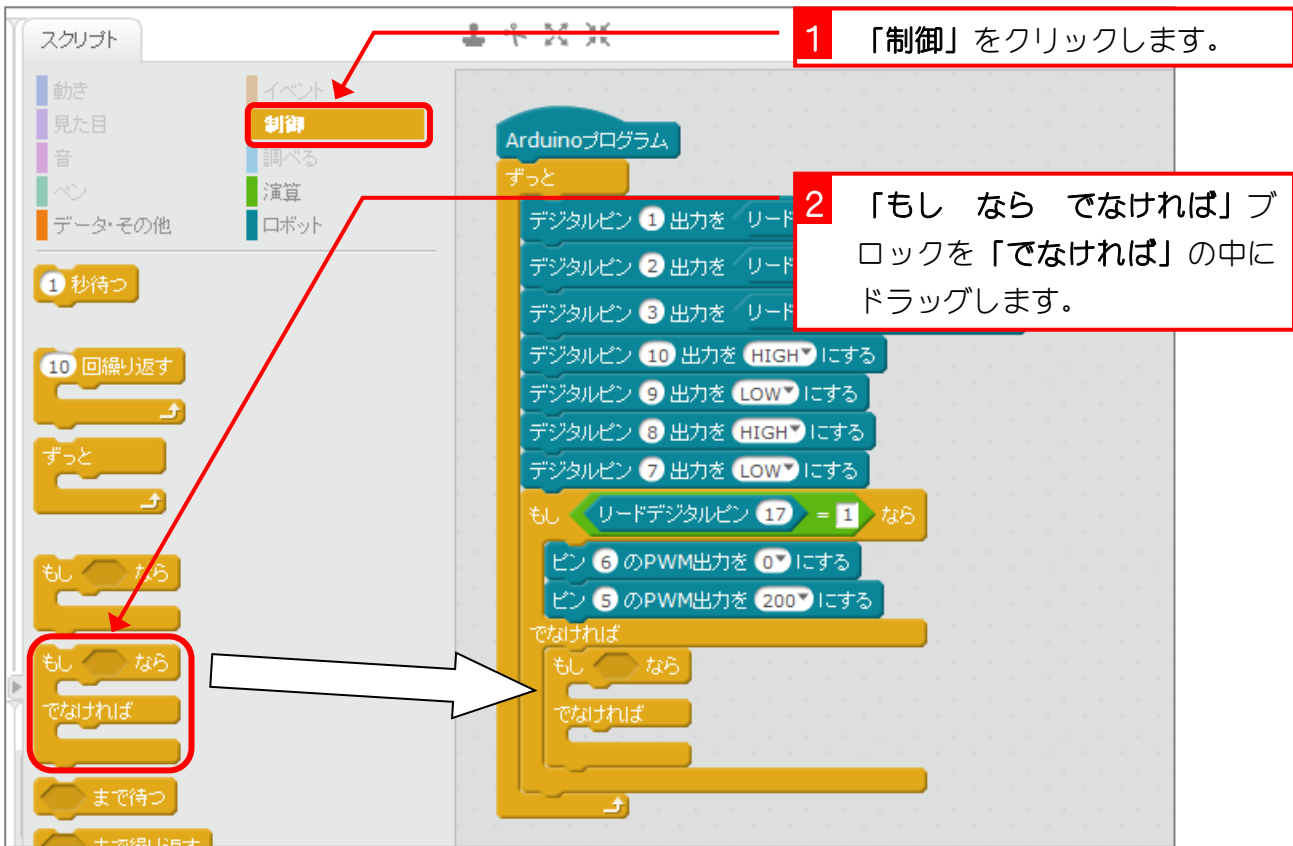 スクリプト
動き
イベント
見た目
制御
音
調べる
ペン
演算
データ・その他
ロボット
1 秒待つ
10 回繰り返す
ずっと
もし なら
もし なら
でなければ
まで待つ
まで繰り返す
1 「制御」をクリックします。
2 「もし なら でなければ」ブ
ロックを「でなければ」の中に
ドラッグします。
Arduinoプログラム
ずっと
デジタルピン 1 出力を リード
デジタルピン 2 出力を リード
デジタルピン 3 出力を リード
デジタルピン 10 出力を HIGH にする
デジタルピン 9 出力を LOW にする
デジタルピン 8 出力を HIGH にする
デジタルピン 7 出力を LOW にする
もし リードデジタルピン 17 = 1 なら
ピン 6 のPWM出力を 0 にする
ピン 5 のPWM出力を 200 にする
でなければ
もし なら
でなければ